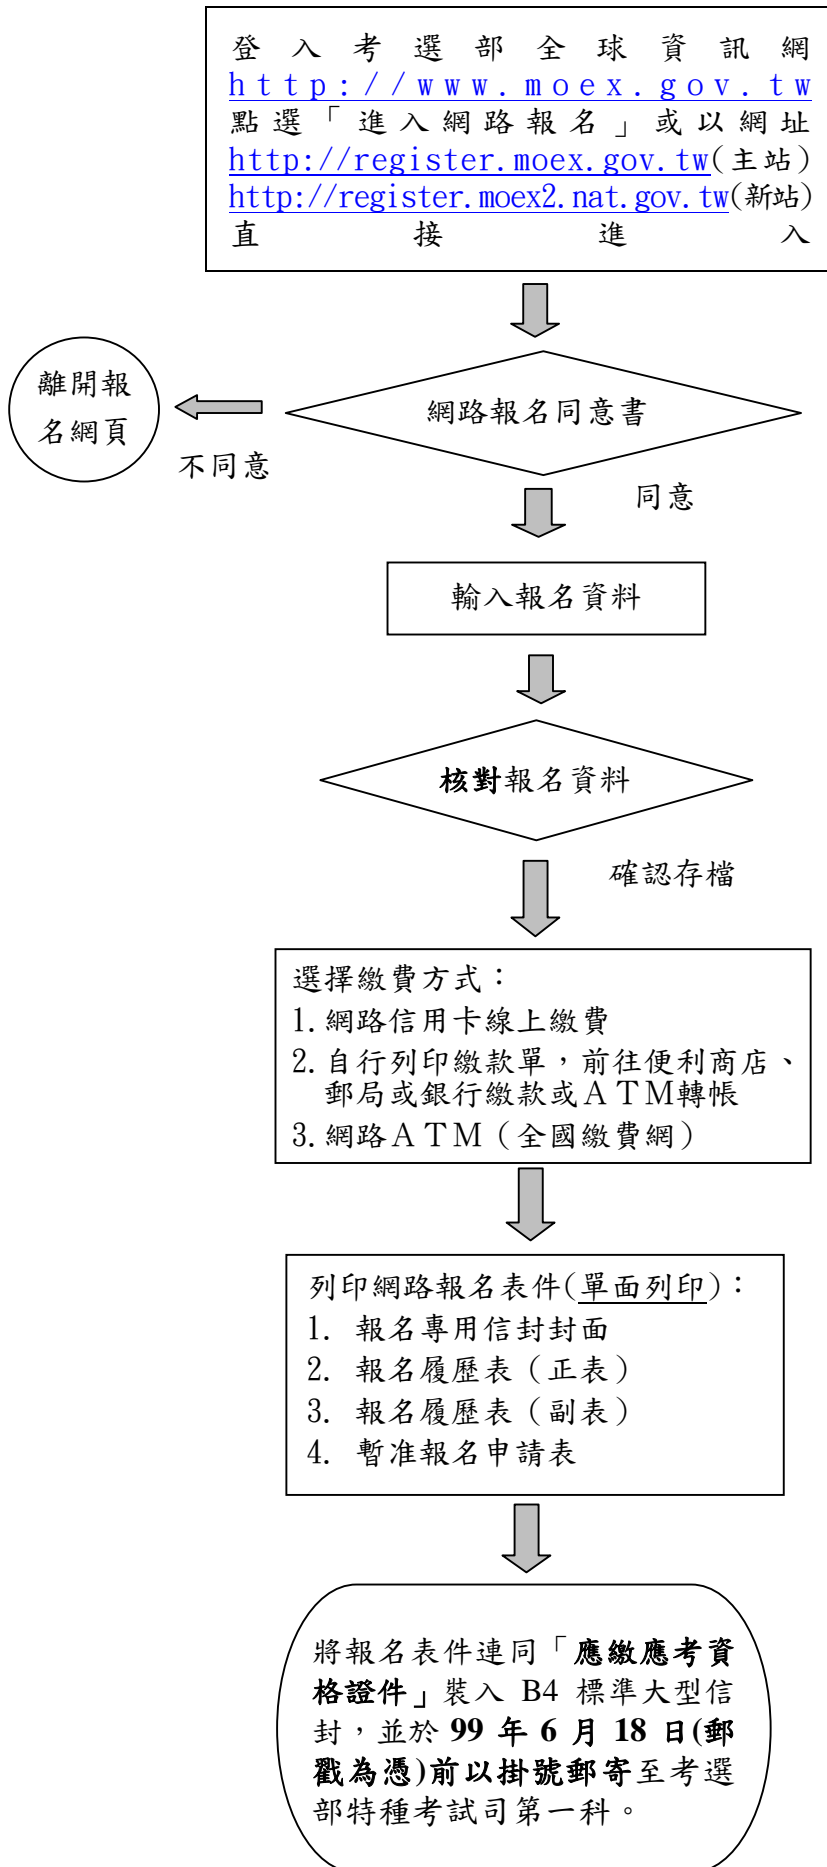 登入考選部全球資訊網
http://www.moex.gov.tw
點選「進入網路報名」或以網址
http://register.moex.gov.tw(主站)
http://register.moex2.nat.gov.tw(新站)
直接進入
離開報
名網頁
網路報名同意書
不同意
同意
輸入報名資料
核對報名資料
確認存檔
選擇繳費方式：
1.網路信用卡線上繳費
2.自行列印繳款單，前往便利商店、
郵局或銀行繳款或ＡＴＭ轉帳
3.網路ＡＴＭ（全國繳費網）
列印網路報名表件(單面列印)：
1. 報名專用信封封面
2. 報名履歷表（正表）
3. 報名履歷表（副表）
4. 暫准報名申請表
將報名表件連同「應繳應考資
格證件」裝入 B4 標準大型信
封，並於 99 年 6 月 18 日(郵
戳為憑)前以掛號郵寄至考選
部特種考試司第一科。